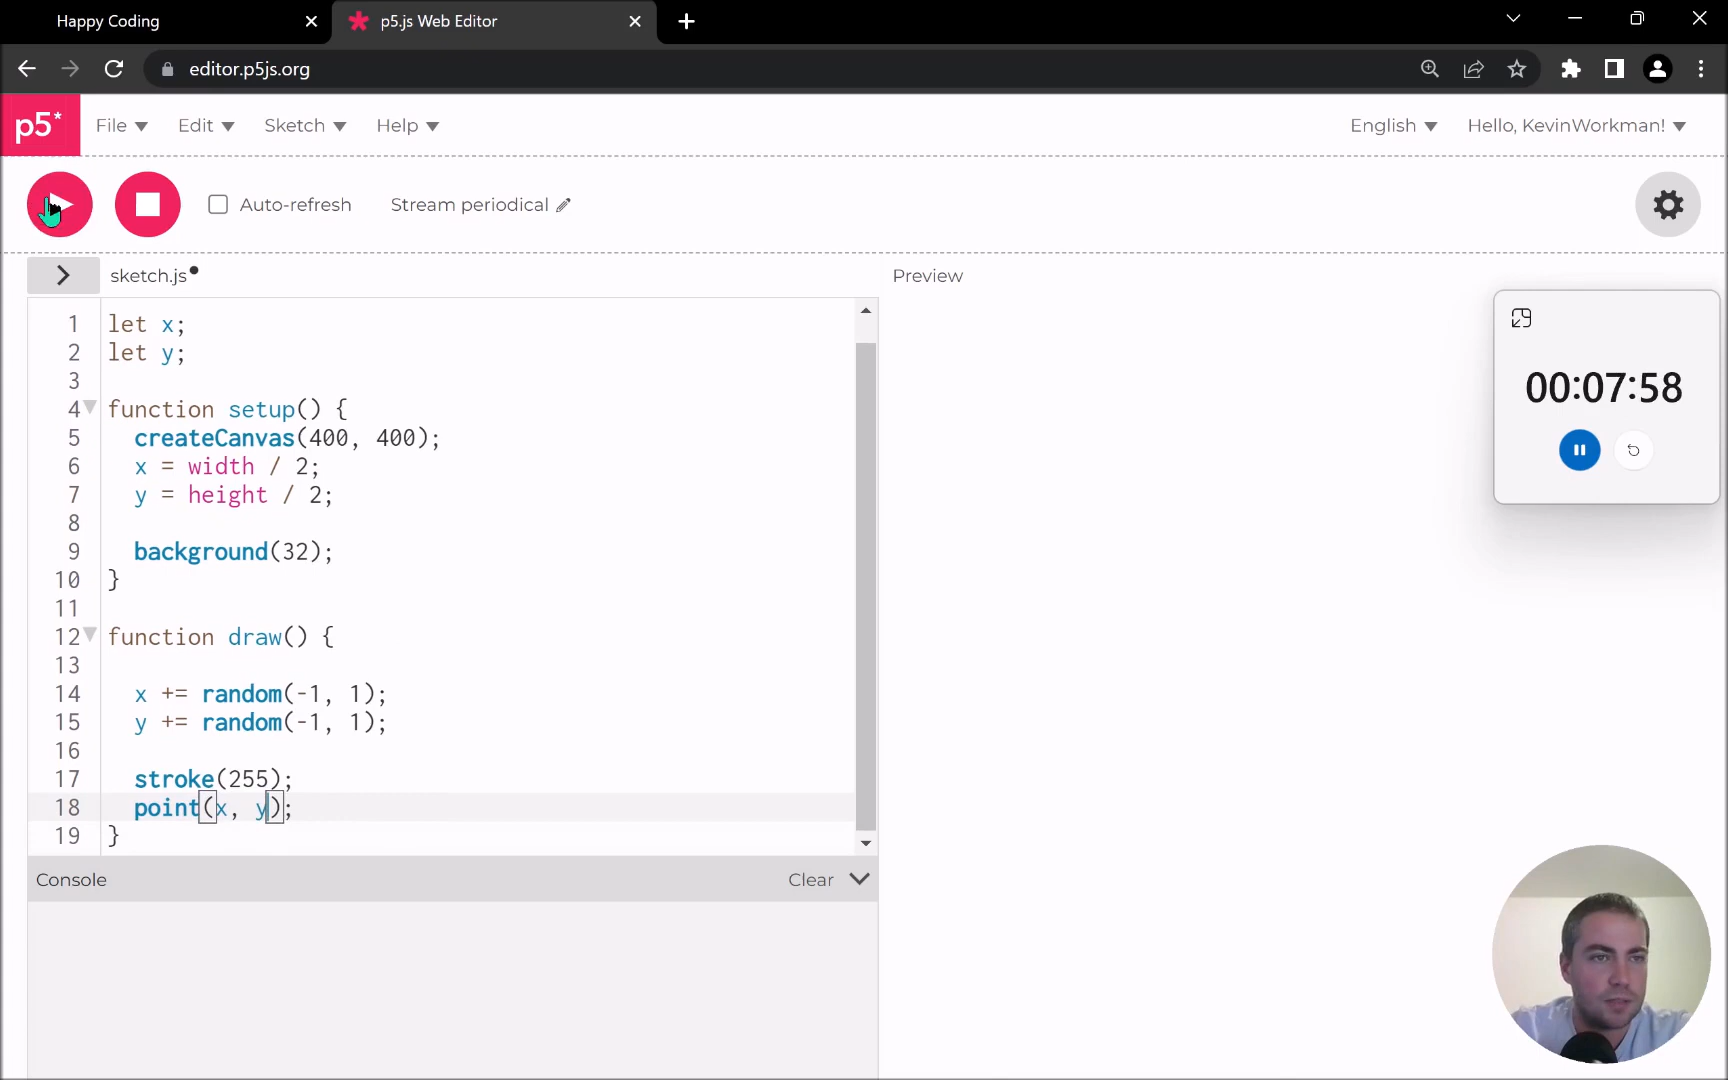 Happy Coding
p5.js Web Editor
editor.p5js.org
p5*
File
Edit
Sketch
Help
English
Hello, KevinWorkman!
Auto-refresh
Stream periodical
sketch.js
Preview
1 let x;
2 let y;
3
4 function setup() {
5 createCanvas(400, 400);
6 x = width / 2;
7 y = height / 2;
8
9 background(32);
10 }
11
12 function draw() {
13
14 x += random(-1, 1);
15 y += random(-1, 1);
16
17 stroke(255);
18 point(x, y);
19 }
00:07:58
Console
Clear